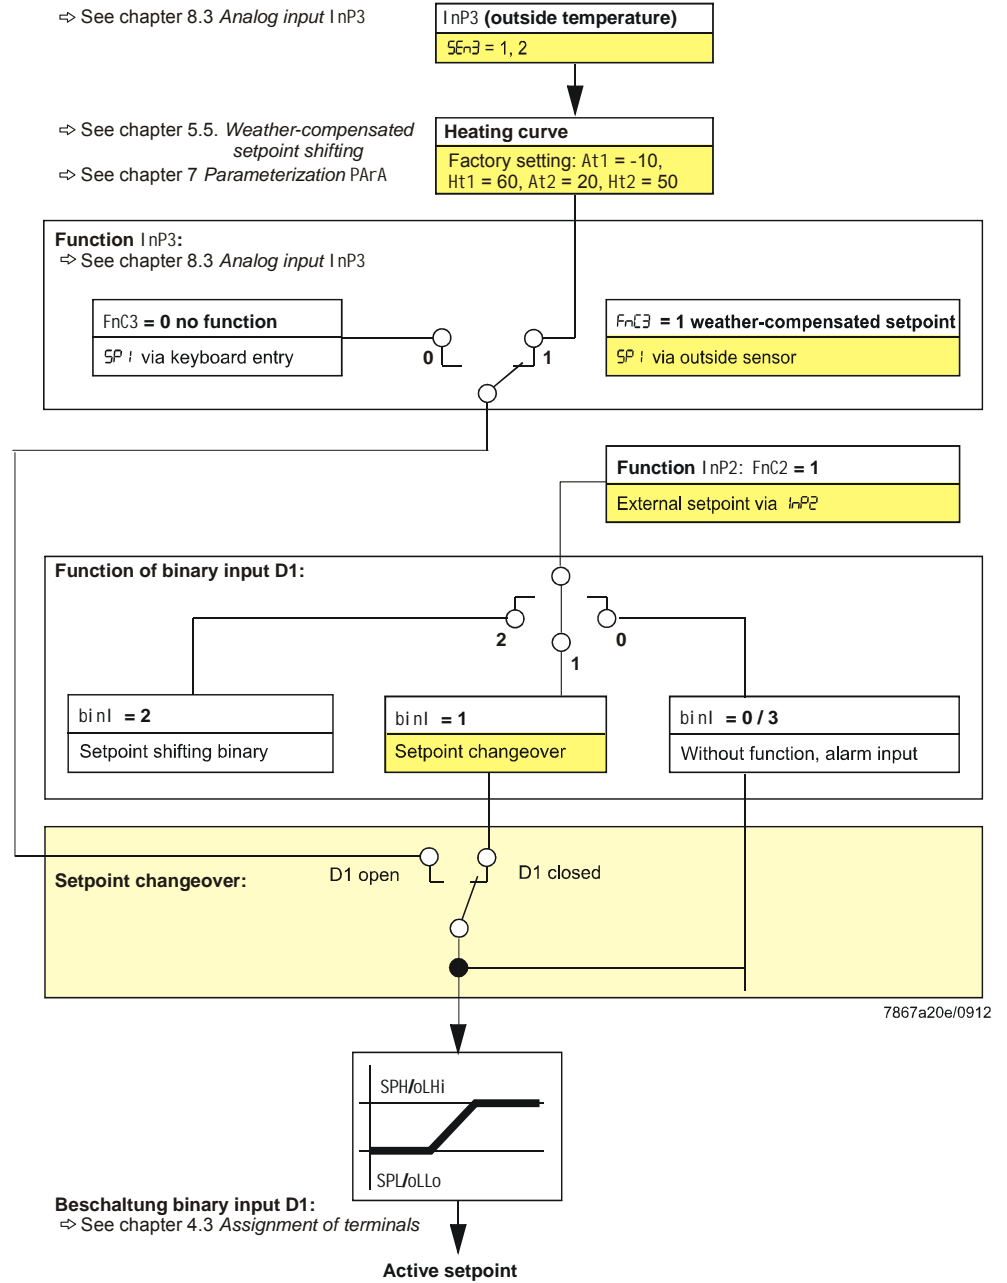 ⇨ See chapter 8.3 Analog input InP3
InP3 (outside temperature)
SEn3 = 1, 2
⇨ See chapter 5.5. Weather-compensated
setpoint shifting
⇨ See chapter 7 Parameterization PArA
Heating curve
Factory setting: At1 = -10,
Ht1 = 60, At2 = 20, Ht2 = 50
Function InP3:
⇨ See chapter 8.3 Analog input InP3
FnC3 = 0 no function
SP1 via keyboard entry
0
1
FnC3 = 1 weather-compensated setpoint
SP1 via outside sensor
Function InP2: FnC2 = 1
External setpoint via InP2
Function of binary input D1:
2
0
1
binI = 2
Setpoint shifting binary
binI = 1
Setpoint changeover
binI = 0 / 3
Without function, alarm input
Setpoint changeover:
D1 open
D1 closed
7867a20e/0912
SPH/oLHi
SPL/oLLo
Beschaltung binary input D1:
⇨ See chapter 4.3 Assignment of terminals
Active setpoint